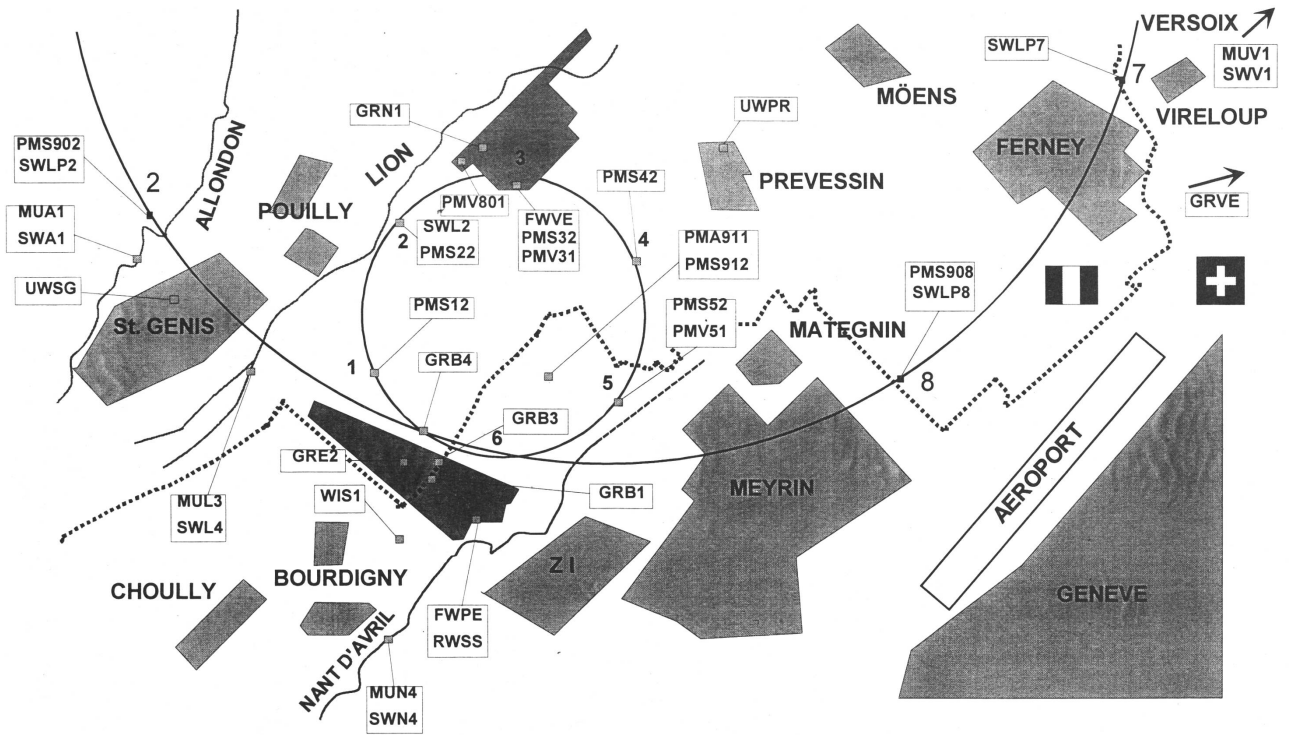 VERSOIX
SWLP7
7
MUV1
SWV1
MÖENS
VIRELOUP
GRN1
UWPR
FERNEY
PMS902
SWLP2
2
ALLONDON
LION
3
PMS42
PREVESSIN
GRVE
MUA1
SWA1
POUILLY
PMV801
SWL2
PMS22
2
FWVE
PMS32
PMV31
4
PMA911
PMS912
UWSG
PMS908
SWLP8
St. GENIS
PMS12
PMS52
PMV51
MATEGNIN
1
GRB4
5
8
6
GRB3
GRE2
AEROPORT
MUL3
SWL4
WIS1
GRB1
MEYRIN
CHOULLY
BOURDIGNY
Z I
GENEVE
FWPE
RWSS
NANT D'AVRIL
MUN4
SWN4